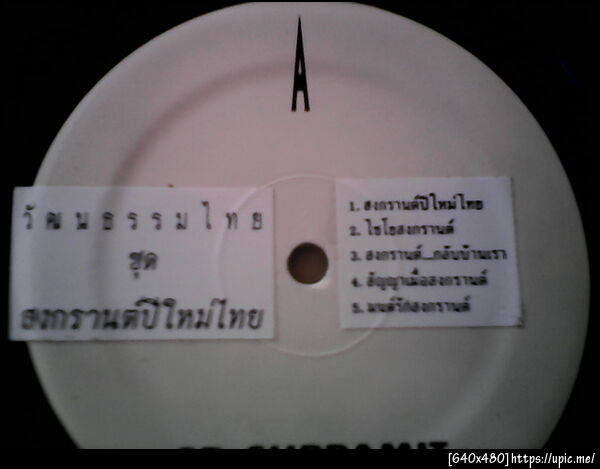 A
วัฒนธรรมไทย
ชุด
สงกรานต์ปีใหม่ไทย
1. สงกรานต์ปีใหม่ไทย
2. ไชโยสงกรานต์
3. สงกรานต์...กลับบ้านเรา
4. สัญญาเมื่อสงกรานต์
5. มนต์รักสงกรานต์
[640x480]https://upic.me/